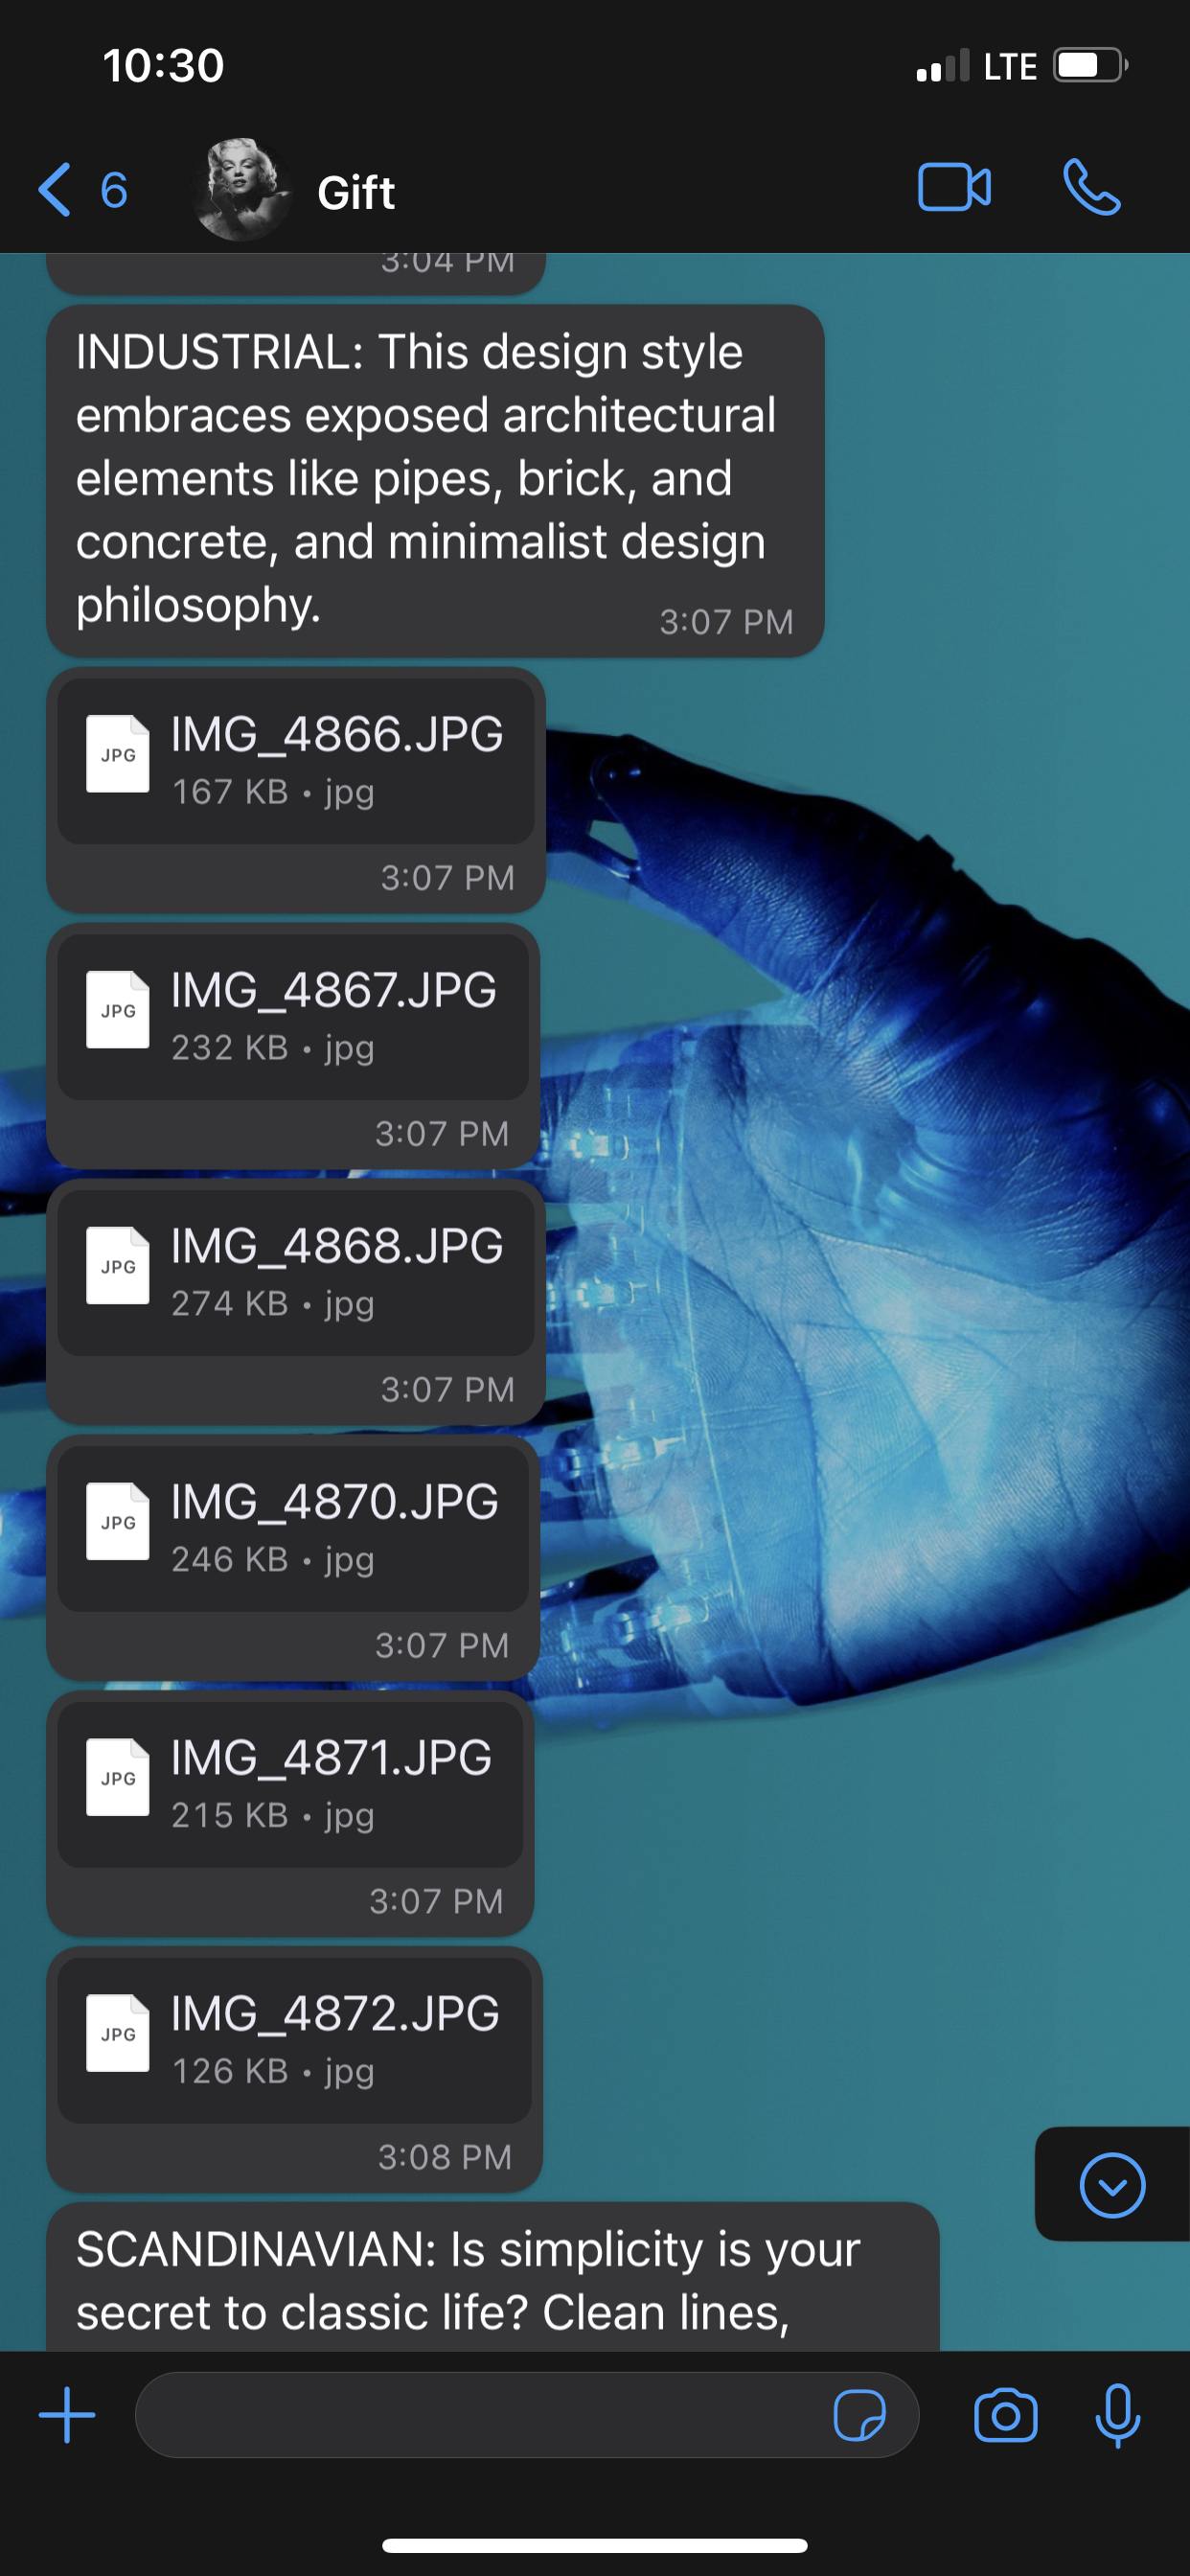 10:30
LTE
6
Gift
3:04 PM
INDUSTRIAL: This design style
embraces exposed architectural
elements like pipes, brick, and
concrete, and minimalist design
philosophy.
3:07 PM
JPG
IMG_4866.JPG
167 KB • jpg
3:07 PM
JPG
IMG_4867.JPG
232 KB • jpg
3:07 PM
JPG
IMG_4868.JPG
274 KB • jpg
3:07 PM
JPG
IMG_4870.JPG
246 KB • jpg
3:07 PM
JPG
IMG_4871.JPG
215 KB • jpg
3:07 PM
JPG
IMG_4872.JPG
126 KB • jpg
3:08 PM
SCANDINAVIAN: Is simplicity is your
secret to classic life? Clean lines,